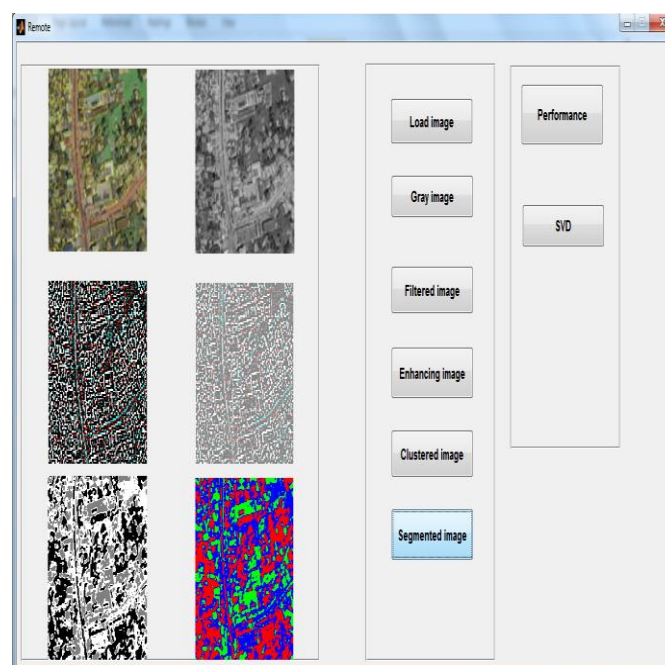 Remote
Load image
Gray image
Filtered image
Enhancing image
Clustered image
Segmented image
Performance
SVD